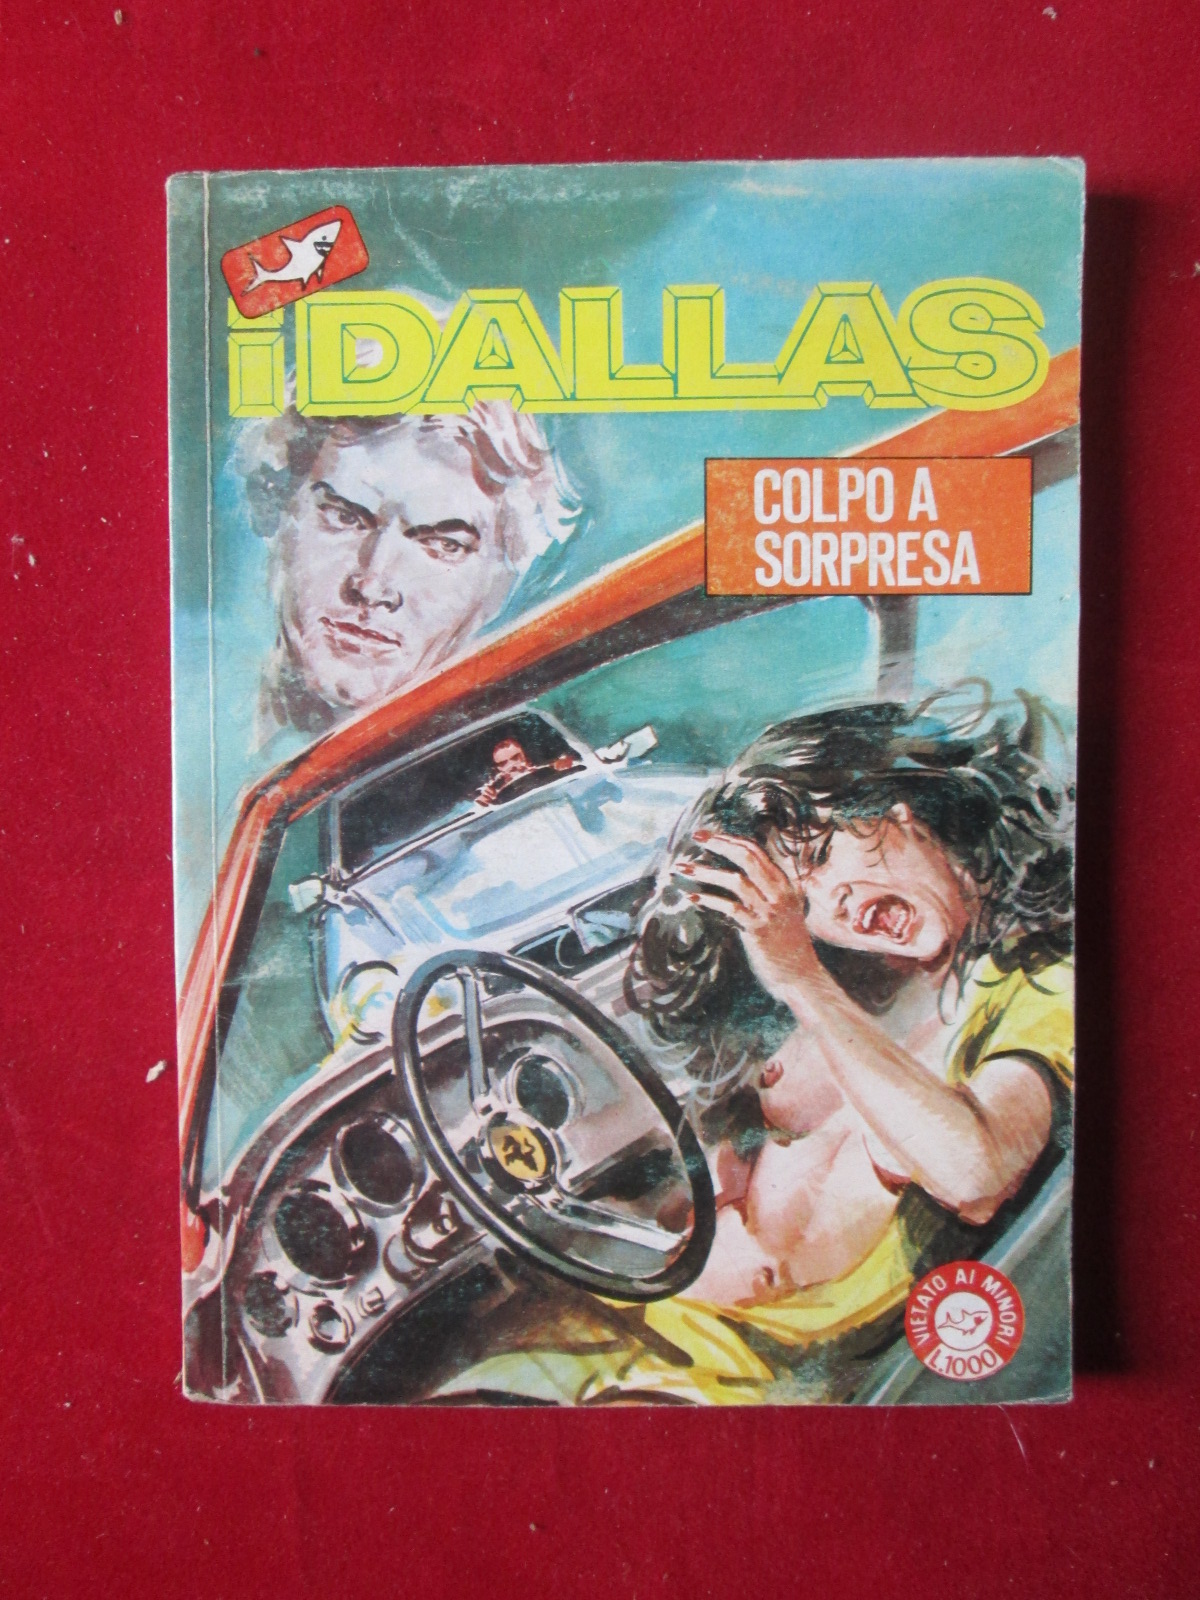 i DALLAS
COLPO A
SORPRESA
VIETATO AI MINORI
L.1000